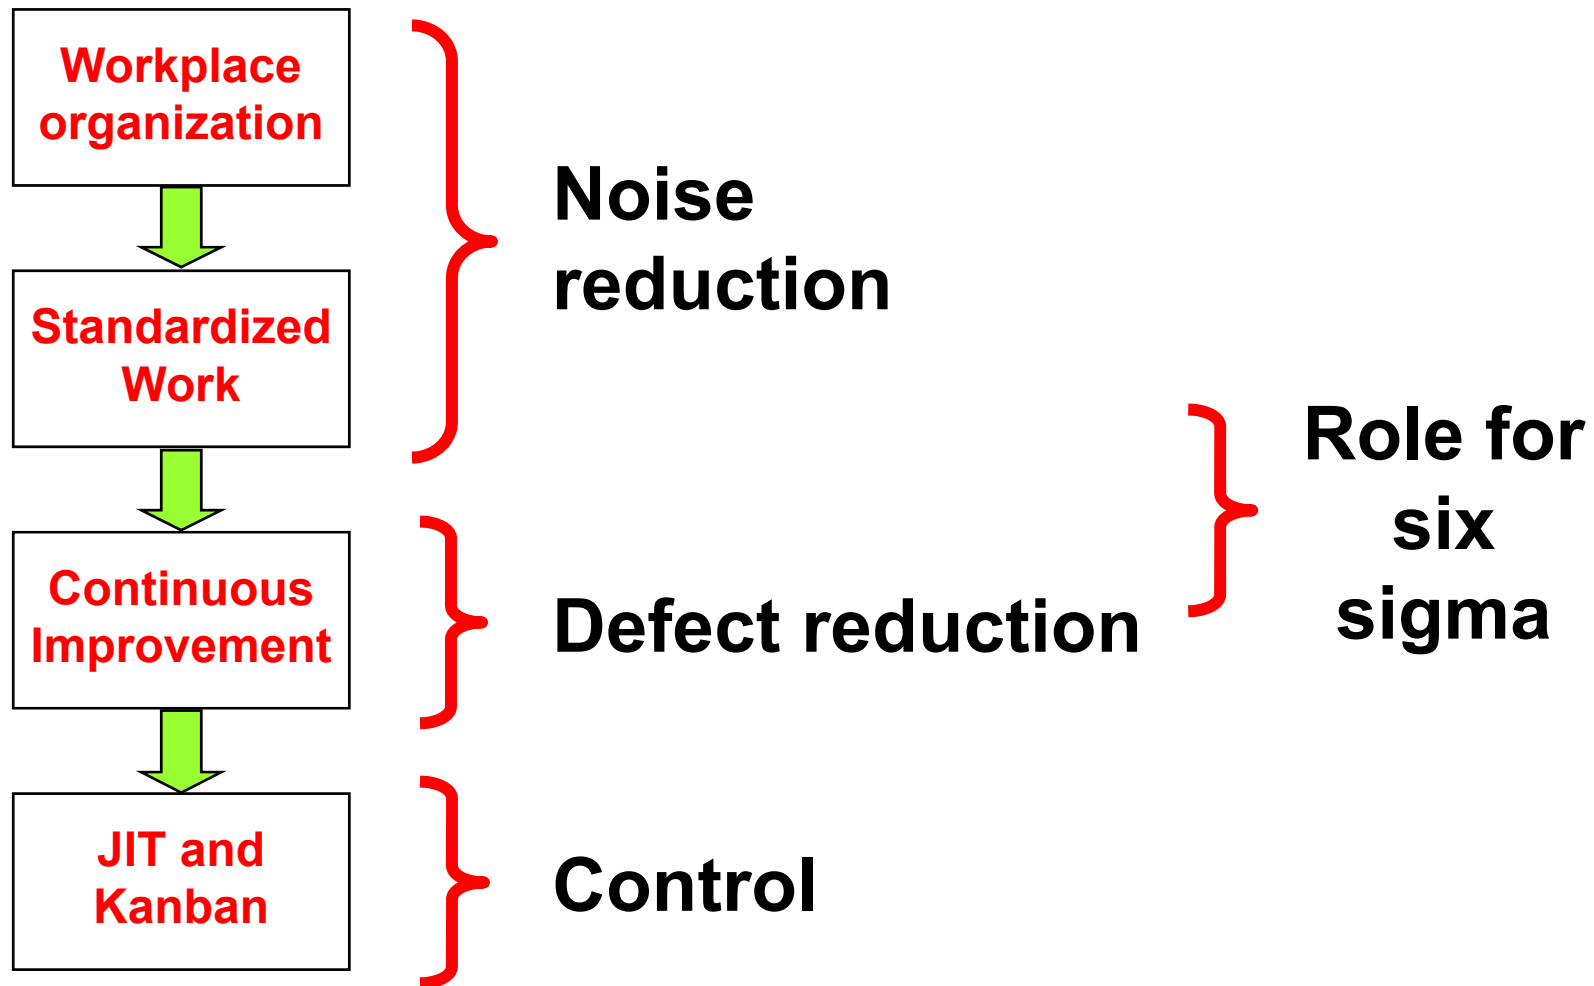 Workplace
organization
Standardized
Work
Continuous
Improvement
JIT and
Kanban
Noise
reduction
Defect reduction
Control
Role for
six
sigma